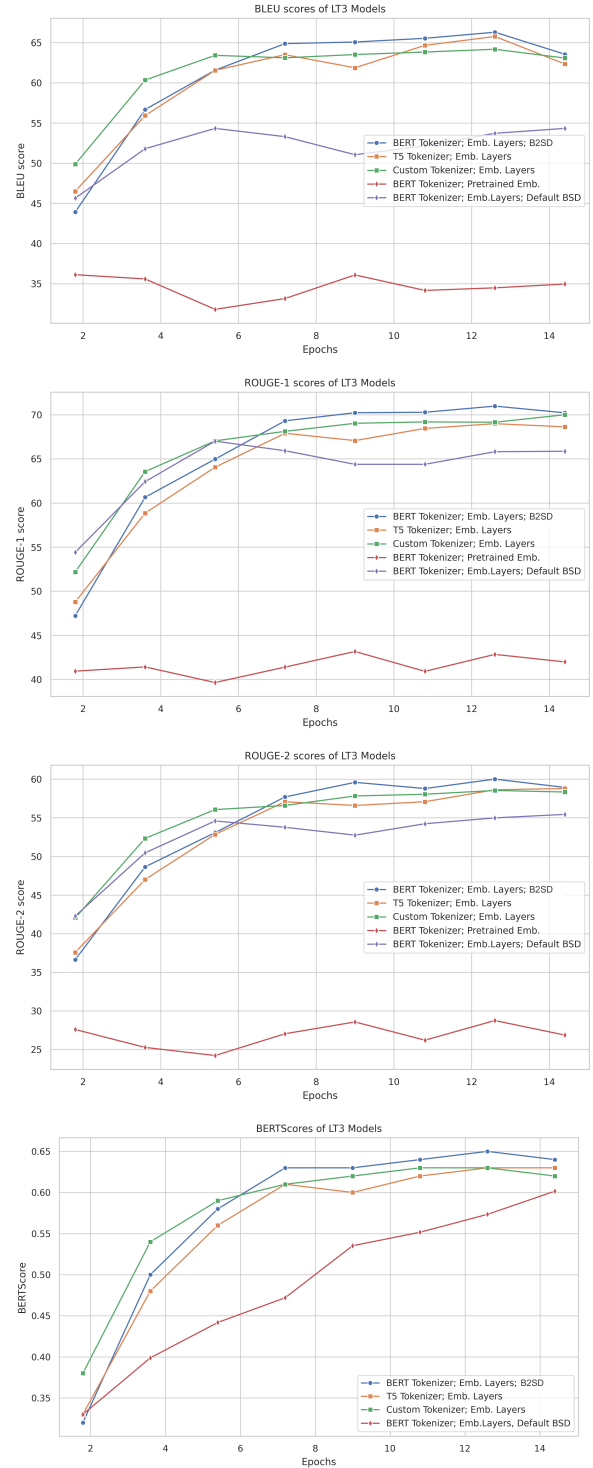 BLEU scores of LT3 Models
65
60
55
50
45
40
35
BLEU score
BERT Tokenizer; Emb. Layers; B2SD
T5 Tokenizer; Emb. Layers
Custom Tokenizer; Emb. Layers
BERT Tokenizer; Pretrained Emb.
BERT Tokenizer; Emb.Layers; Default BSD
2 4 6 8 10 12 14
Epochs
ROUGE-1 scores of LT3 Models
70
65
60
55
50
45
40
ROUGE-1 score
BERT Tokenizer; Emb. Layers; B2SD
T5 Tokenizer; Emb. Layers
Custom Tokenizer; Emb. Layers
BERT Tokenizer; Pretrained Emb.
BERT Tokenizer; Emb.Layers; Default BSD
2 4 6 8 10 12 14
Epochs
ROUGE-2 scores of LT3 Models
60
55
50
45
40
35
30
25
ROUGE-2 score
BERT Tokenizer; Emb. Layers; B2SD
T5 Tokenizer; Emb. Layers
Custom Tokenizer; Emb. Layers
BERT Tokenizer; Pretrained Emb.
BERT Tokenizer; Emb.Layers; Default BSD
2 4 6 8 10 12 14
Epochs
BERTScores of LT3 Models
0.65
0.60
0.55
0.50
0.45
0.40
0.35
BERTScore
BERT Tokenizer; Emb. Layers; B2SD
T5 Tokenizer; Emb. Layers
Custom Tokenizer; Emb. Layers
BERT Tokenizer; Emb.Layers, Default BSD
2 4 6 8 10 12 14
Epochs